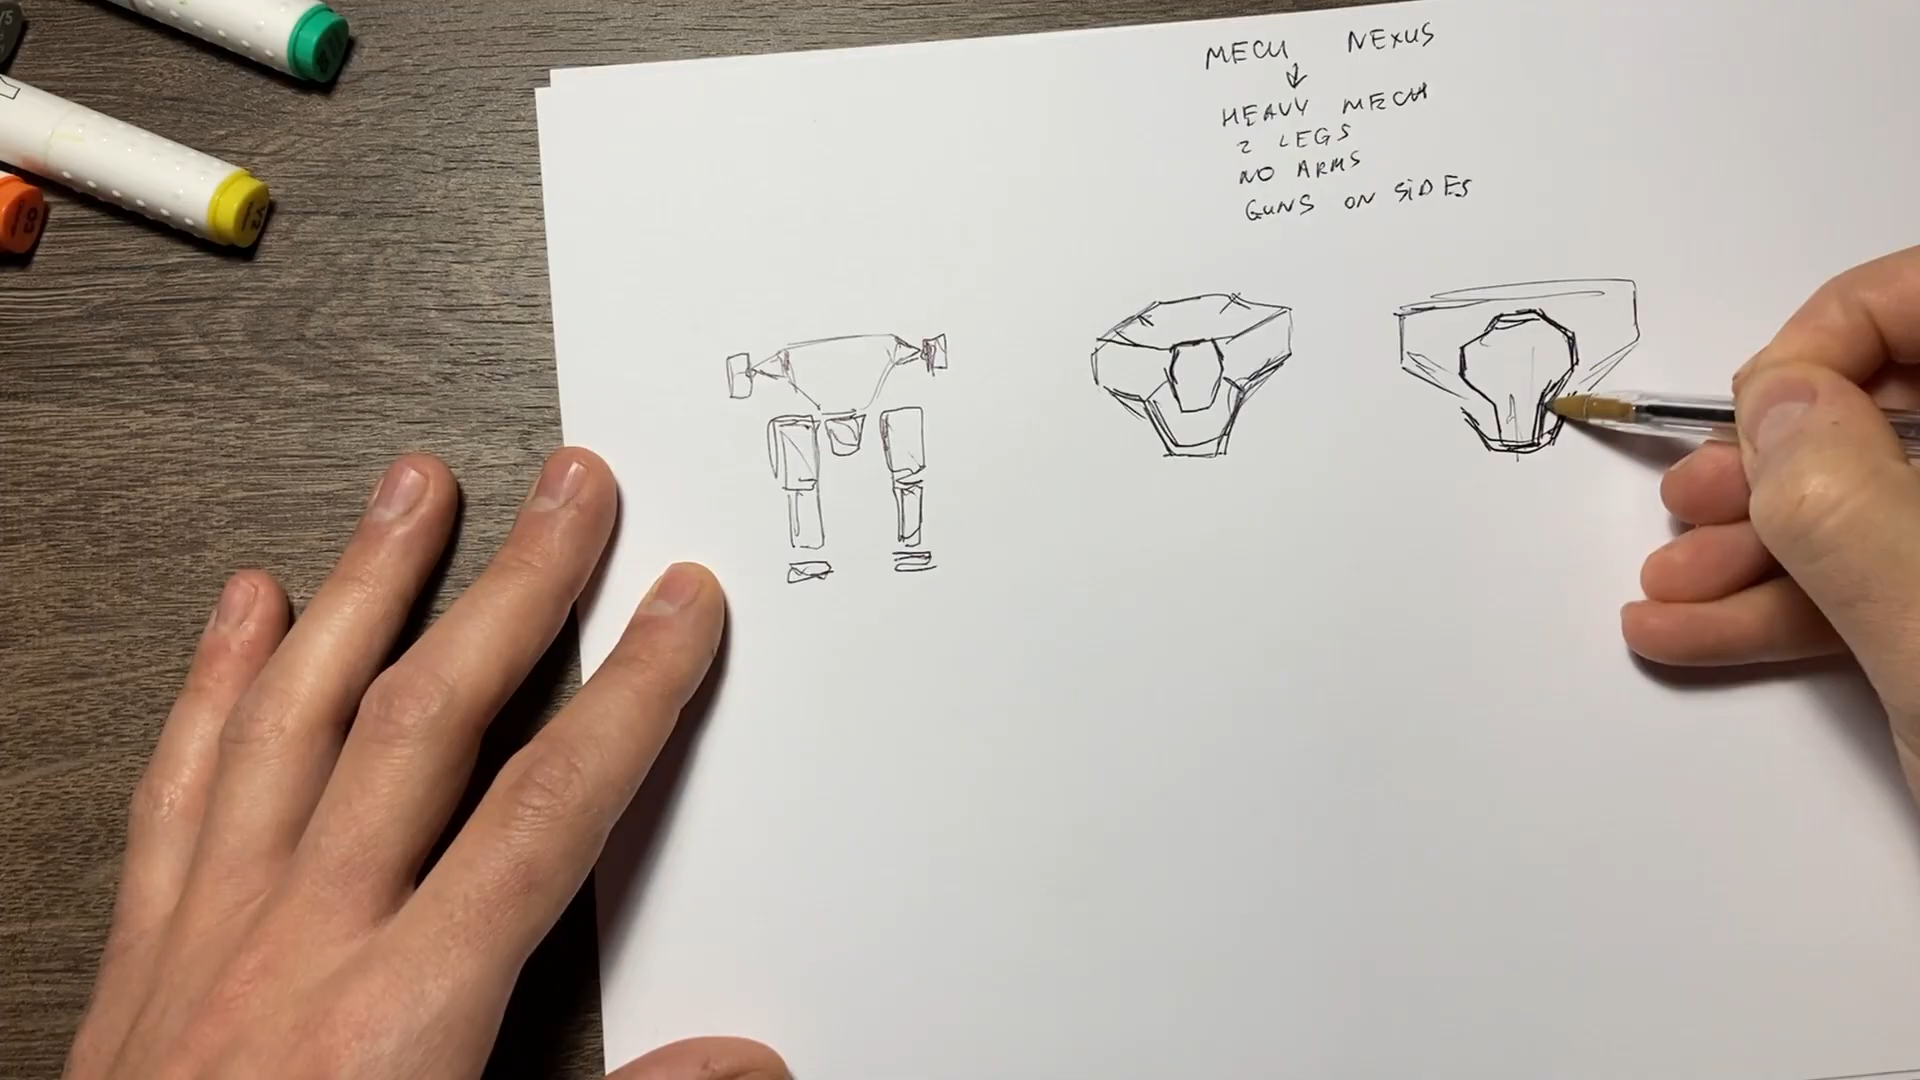 MECH NEXUS
HEAVY MECH
2 LEGS
NO ARMS
GUNS ON SIDES